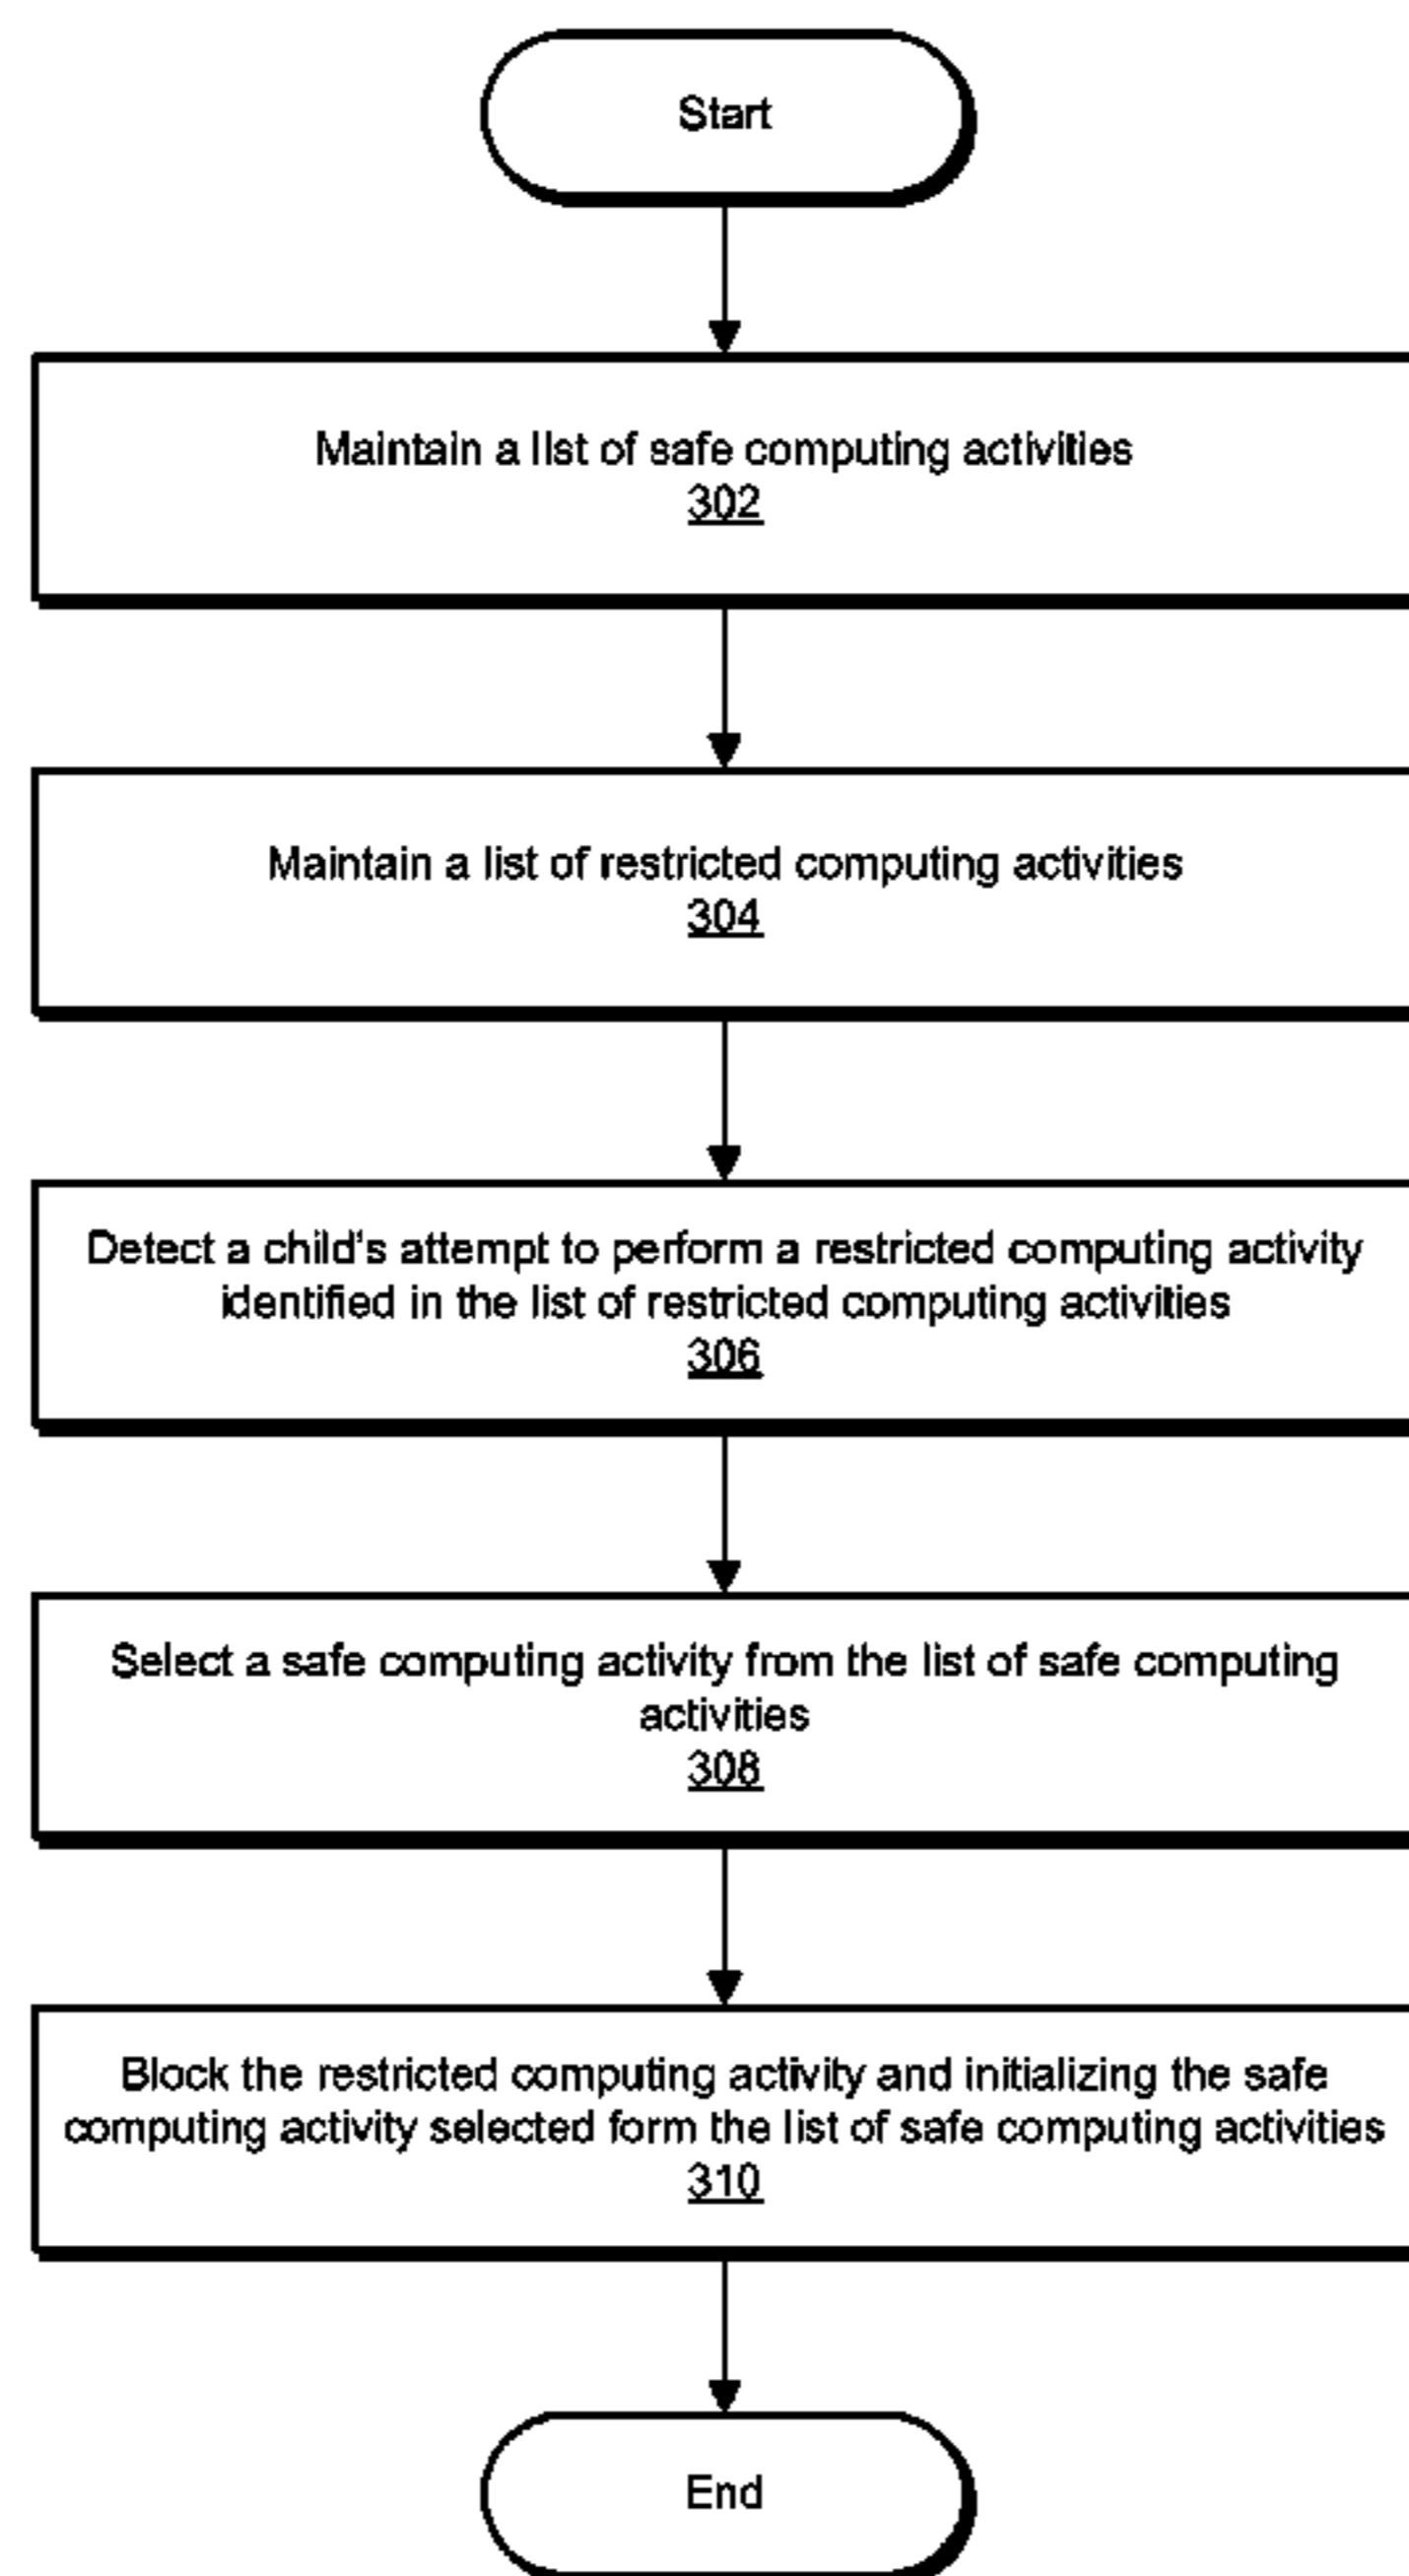 Start
Maintain a list of safe computing activities
302
Maintain a list of restricted computing activities
304
Detect a child's attempt to perform a restricted computing activity
identified in the list of restricted computing activities
306
Select a safe computing activity from the list of safe computing
activities
308
Block the restricted computing activity and initializing the safe
computing activity selected form the list of safe computing activities
310
End